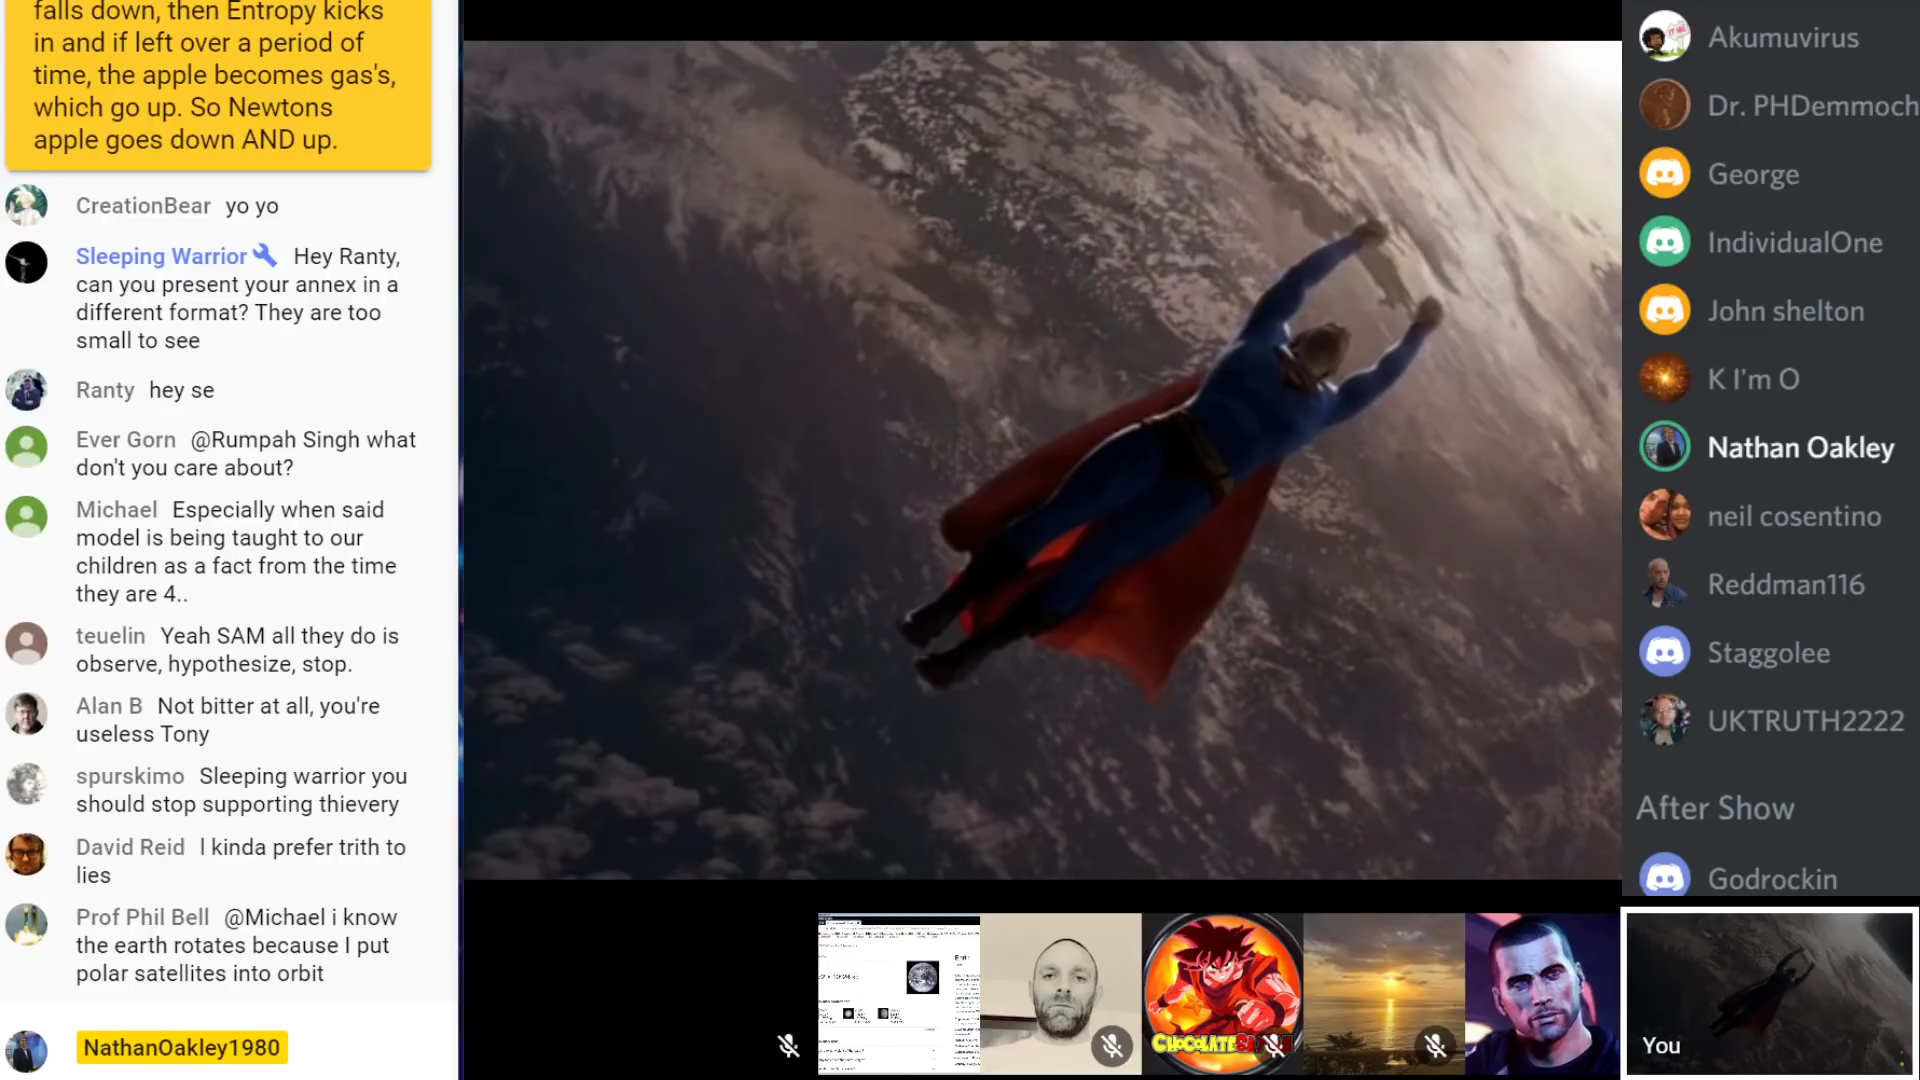 falls down, then Entropy kicks
in and if left over a period of
time, the apple becomes gas's,
which go up. So Newtons
apple goes down AND up.
CreationBear yo yo
Sleeping Warrior Hey Ranty,
can you present your annex in a
different format? They are too
small to see
Ranty hey se
Ever Gorn @Rumpah Singh what
don't you care about?
Michael Especially when said
model is being taught to our
children as a fact from the time
they are 4..
teuelin Yeah SAM all they do is
observe, hypothesize, stop.
Alan B Not bitter at all, you're
useless Tony
spurskimo Sleeping warrior you
should stop supporting thievery
David Reid I kinda prefer trith to
lies
Prof Phil Bell @Michael i know
the earth rotates because I put
polar satellites into orbit
NathanOakley1980
Akumuvirus
Dr. PHDemmoch
George
IndividualOne
John shelton
K I'm O
Nathan Oakley
neil cosentino
Reddman116
Staggolee
UKTRUTH2222
After Show
Godrockin
You